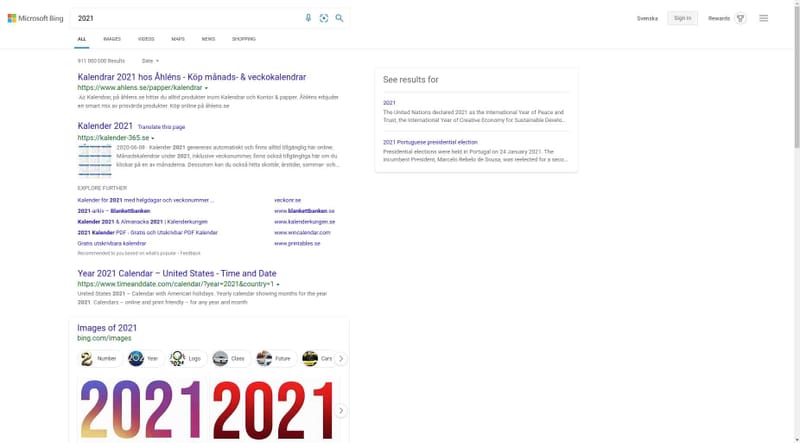 Microsoft Bing
2021
Svenska
Sign in
Rewards
ALL
IMAGES
VIDEOS
MAPS
NEWS
SHOPPING
911 000 000 Results
Date
Kalendrar 2021 hos Åhléns - Köp månads- & veckokalendrar
https://www.ahlens.se/papper/kalendrar
Kalendrar, på åhlens.se hittar du alltid produkter inom Kalendrar och Kontor & papper. Åhléns erbjuder
en smart mix av prisvärda produkter. Köp online på åhlens.se
Kalender 2021 Translate this page
https://kalender-365.se
2020-06-08 · Kalender 2021 genereras automatiskt och finns alltid tillgänglig här online.
Månadskalendrar under 2021, inklusive veckonummer, finns också tillgängliga här om du
klickar på en av månaderna. Dessutom kan du också hitta skottår, årstider, sommar- och...
EXPLORE FURTHER
Kalender för 2021 med helgdagar och veckonummer ...
veckonr.se
2021-arkiv – Blankettbanken
www.blankettbanken.se
Kalender 2021 & Almanacka 2021 | Kalenderkungen
www.kalenderkungen.se
2021 Kalender PDF - Gratis och Utskrivbar PDF Kalendar
www.wincalendar.com
Gratis utskrivbara kalendrar
www.printables.se
Recommended to you based on what's popular • Feedback
Year 2021 Calendar – United States - Time and Date
https://www.timeanddate.com/calendar/?year=2021&country=1
United States 2021 – Calendar with American holidays. Yearly calendar showing months for the year
2021. Calendars – online and print friendly – for any year and month
Images of 2021
bing.com/images
Number
Year
Logo
Class
Future
Cars
2021
2021
See results for
2021
The United Nations declared 2021 as the International Year of Peace and
Trust, the International Year of Creative Economy for Sustainable Develo...
2021 Portuguese presidential election
Presidential elections were held in Portugal on 24 January 2021. The
incumbent President, Marcelo Rebelo de Sousa, was reelected for a seco...